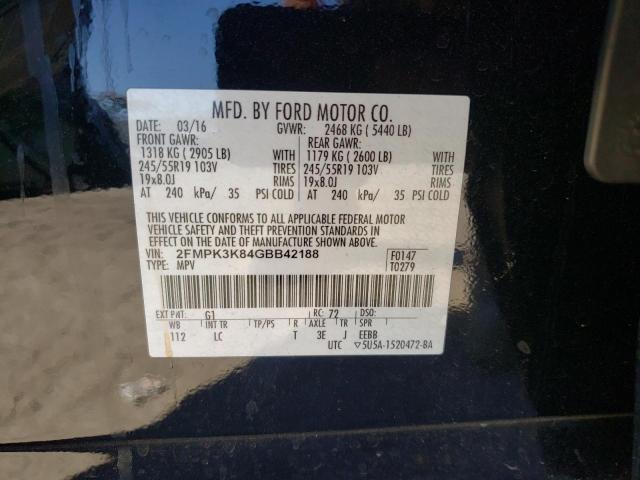 MFD. BY FORD MOTOR CO.
DATE: 03/16 GVWR: 2468 KG ( 5440 LB)
FRONT GAWR: REAR GAWR:
1318 KG ( 2905 LB) WITH 1179 KG ( 2600 LB) WITH
245/55R19 103V TIRES 245/55R19 103V TIRES
19x8.0J RIMS 19x8.0J RIMS
AT 240 kPa/ 35 PSI COLD AT 240 kPa/ 35 PSI COLD
THIS VEHICLE CONFORMS TO ALL APPLICABLE FEDERAL MOTOR
VEHICLE SAFETY AND THEFT PREVENTION STANDARDS IN
EFFECT ON THE DATE OF MANUFACTURE SHOWN ABOVE.
VIN: 2FMPK3K84GBB42188 F0147
TYPE: MPV T0279
EXT PNT: G1 RC: 72 DSO:
WB INT TR TP/PS R AXLE TR SPR
112 LC T 3E J EEBB
UTC ▽5U5A-1520472-BA